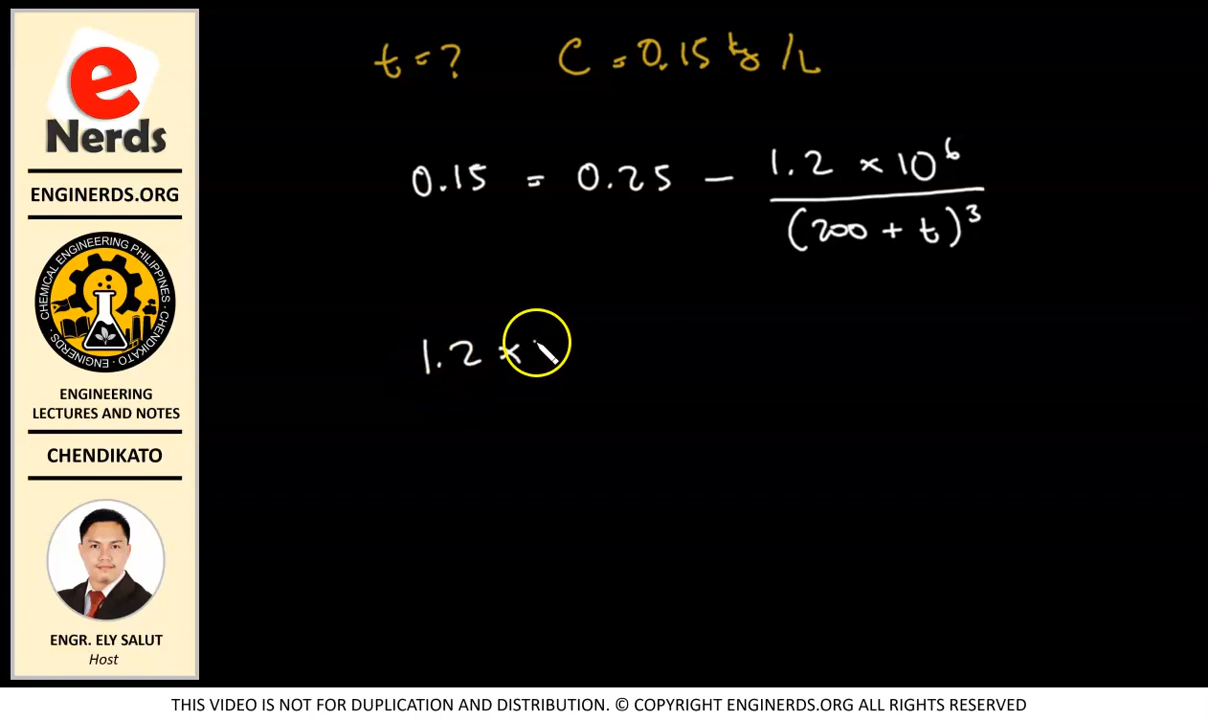 e
Nerds
ENGINERDS.ORG
CHEMICAL ENGINEERING PHILIPPINES
CHENDIKATO ENGINERDS
ENGINEERING
LECTURES AND NOTES
CHENDIKATO
ENGR. ELY SALUT
Host
t = ? C = 0.15 kg/L
0.15 = 0.25 - 1.2 × 10^6 / (200 + t)^3
1.2 ×
THIS VIDEO IS NOT FOR DUPLICATION AND DISTRIBUTION. © COPYRIGHT ENGINERDS.ORG ALL RIGHTS RESERVED